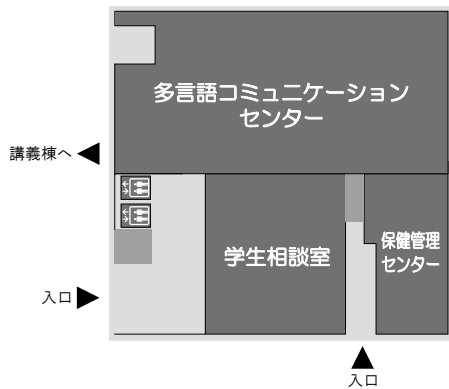 多言語コミュニケーション
センター
講義棟へ
学生相談室
保健管理
センター
入口
入口